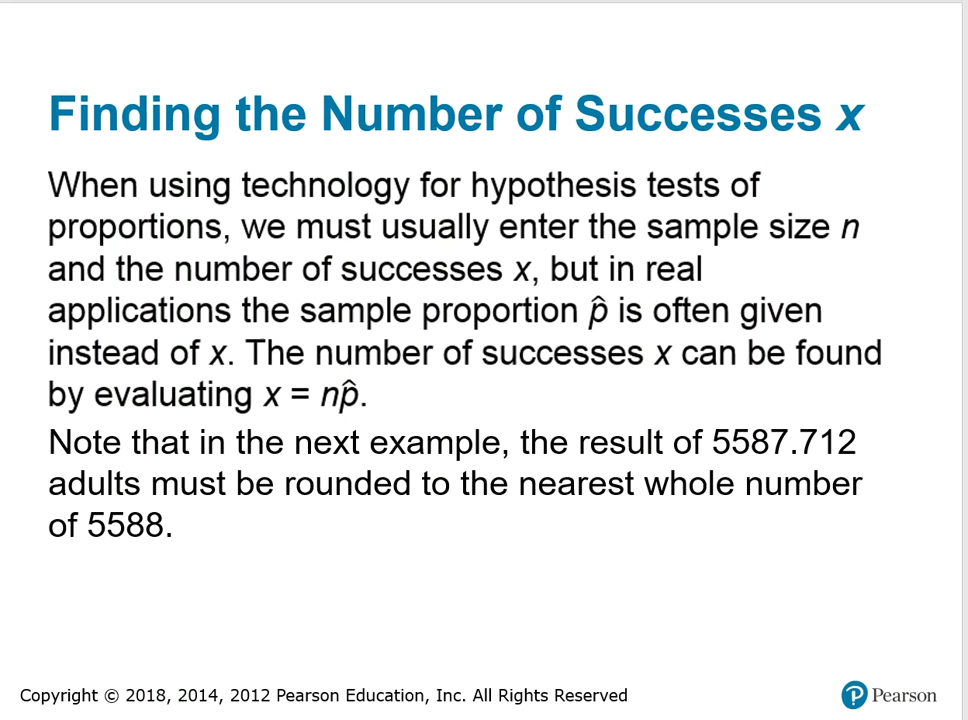 Finding the Number of Successes x
When using technology for hypothesis tests of
proportions, we must usually enter the sample size n
and the number of successes x, but in real
applications the sample proportion p̂ is often given
instead of x. The number of successes x can be found
by evaluating x = np̂.
Note that in the next example, the result of 5587.712
adults must be rounded to the nearest whole number
of 5588.
Copyright © 2018, 2014, 2012 Pearson Education, Inc. All Rights Reserved
P Pearson